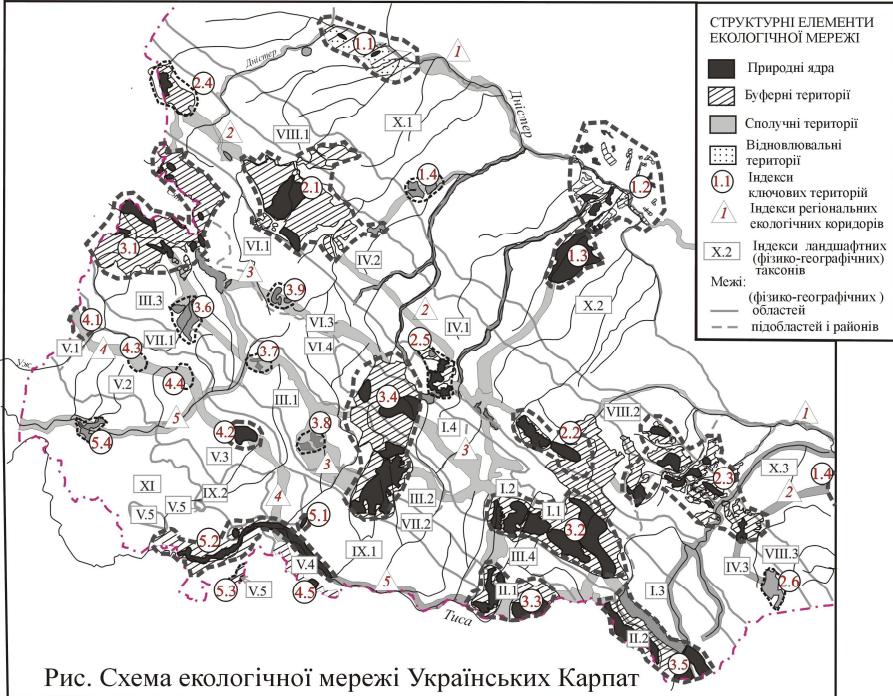 СТРУКТУРНІ ЕЛЕМЕНТИ
ЕКОЛОГІЧНОЇ МЕРЕЖІ
Природні ядра
Буферні території
Сполучні території
Відновлювальні
території
1.1 Індекси
ключових територій
1 Індекси регіональних
екологічних коридорів
X.2 Індекси ландшафтних
(фізико-географічних)
таксонів
Межі:
(фізико-географічних )
областей
підобластей і районів
1.1
1
Дністер
2.4
Дністер
2
VIII.1
X.1
2.1
1.4
1.2
3.1
VI.1
IV.2
1.3
3
III.3
3.9
3.6
X.2
4.1
VI.3
2
IV.1
V.1
4
4.3
VII.1
VI.4
2.5
Уж
3.7
V.2
4.4
III.1
3.4
5
I.4
VIII.2
1
5.4
4.2
3.8
2.2
V.3
3
3
X.3
2.3
1.4
XI
IX.2
4
III.2
I.2
2
V.5
V.5
5.1
VII.2
I.1
3.2
5.2
IX.1
III.4
VIII.3
V.4
IV.3
2.6
5.3
V.5
4.5
5
II.1
3.3
I.3
Тиса
II.2
3.5
Рис. Схема екологічної мережі Українських Карпат